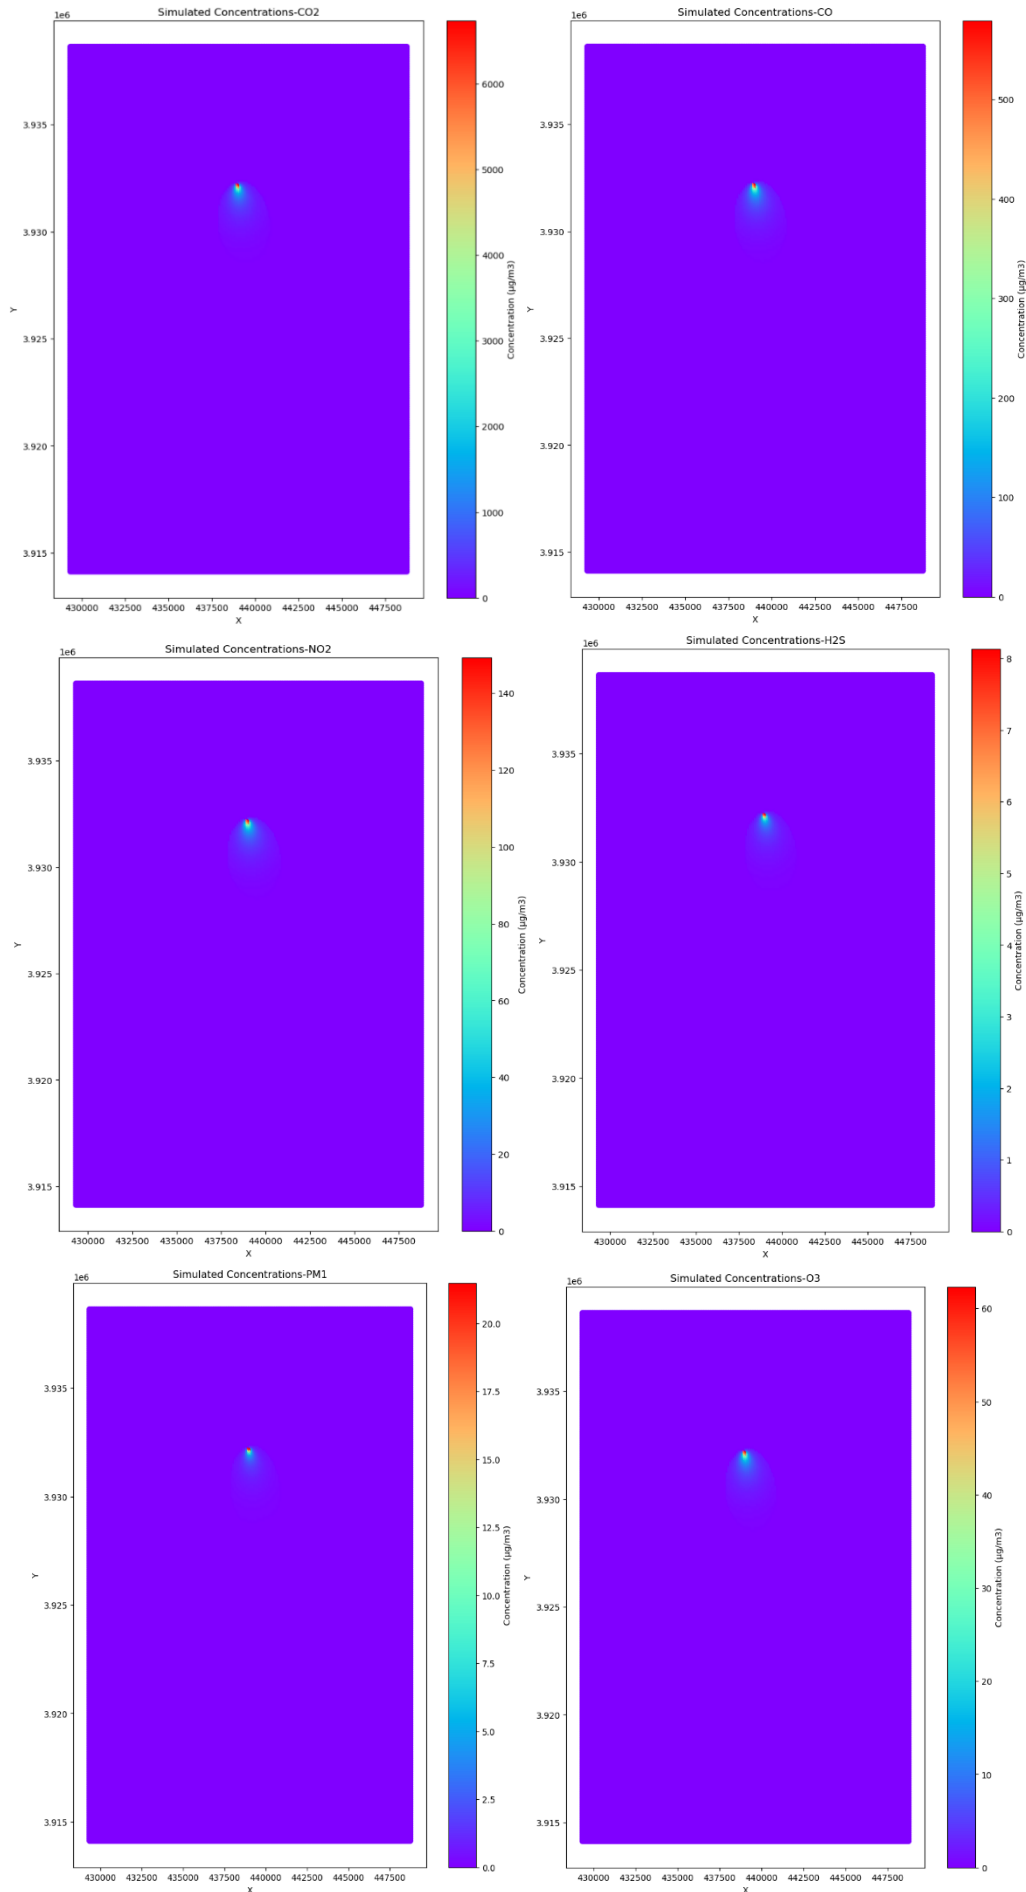 Simulated Concentrations-CO2
1e6
3.935
3.930
3.925
3.920
3.915
Y
430000 432500 435000 437500 440000 442500 445000 447500
X
6000
5000
4000
3000
2000
1000
0
Concentration (µg/m3)
Simulated Concentrations-CO
1e6
3.935
3.930
3.925
3.920
3.915
Y
430000 432500 435000 437500 440000 442500 445000 447500
X
500
400
300
200
100
0
Concentration (µg/m3)
Simulated Concentrations-NO2
1e6
3.935
3.930
3.925
3.920
3.915
Y
430000 432500 435000 437500 440000 442500 445000 447500
X
140
120
100
80
60
40
20
0
Concentration (µg/m3)
Simulated Concentrations-H2S
1e6
3.935
3.930
3.925
3.920
3.915
Y
430000 432500 435000 437500 440000 442500 445000 447500
X
8
7
6
5
4
3
2
1
0
Concentration (µg/m3)
Simulated Concentrations-PM1
1e6
3.935
3.930
3.925
3.920
3.915
Y
430000 432500 435000 437500 440000 442500 445000 447500
X
20.0
17.5
15.0
12.5
10.0
7.5
5.0
2.5
0.0
Concentration (µg/m3)
Simulated Concentrations-O3
1e6
3.935
3.930
3.925
3.920
3.915
Y
430000 432500 435000 437500 440000 442500 445000 447500
X
60
50
40
30
20
10
0
Concentration (µg/m3)